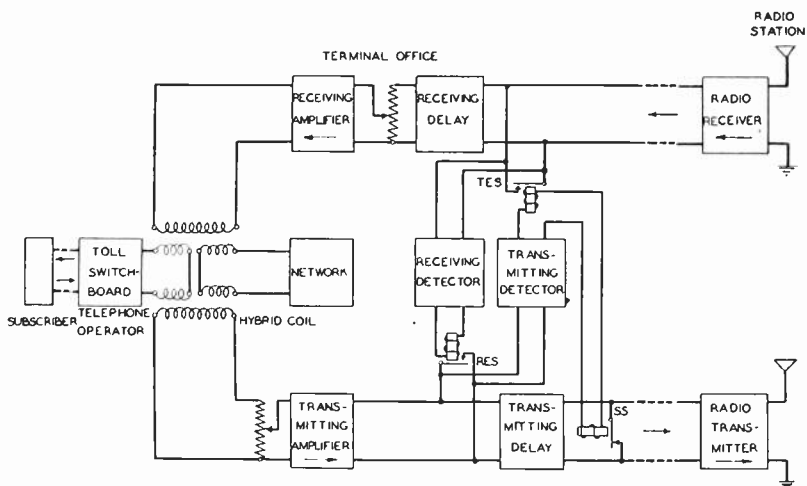 RADIO
STATION
TERMINAL OFFICE
RECEIVING
AMPLIFIER
RECEIVING
DELAY
RADIO
RECEIVER
TES
TOLL
SWITCH-
BOARD
NETWORK
RECEIVING
DETECTOR
TRANS-
MITTING
DETECTOR
SUBSCRIBER
TELEPHONE
OPERATOR
HYBRID COIL
RES
TRANS-
MITTING
AMPLIFIER
TRANS-
MITTING
DELAY
SS
RADIO
TRANS-
MITTER